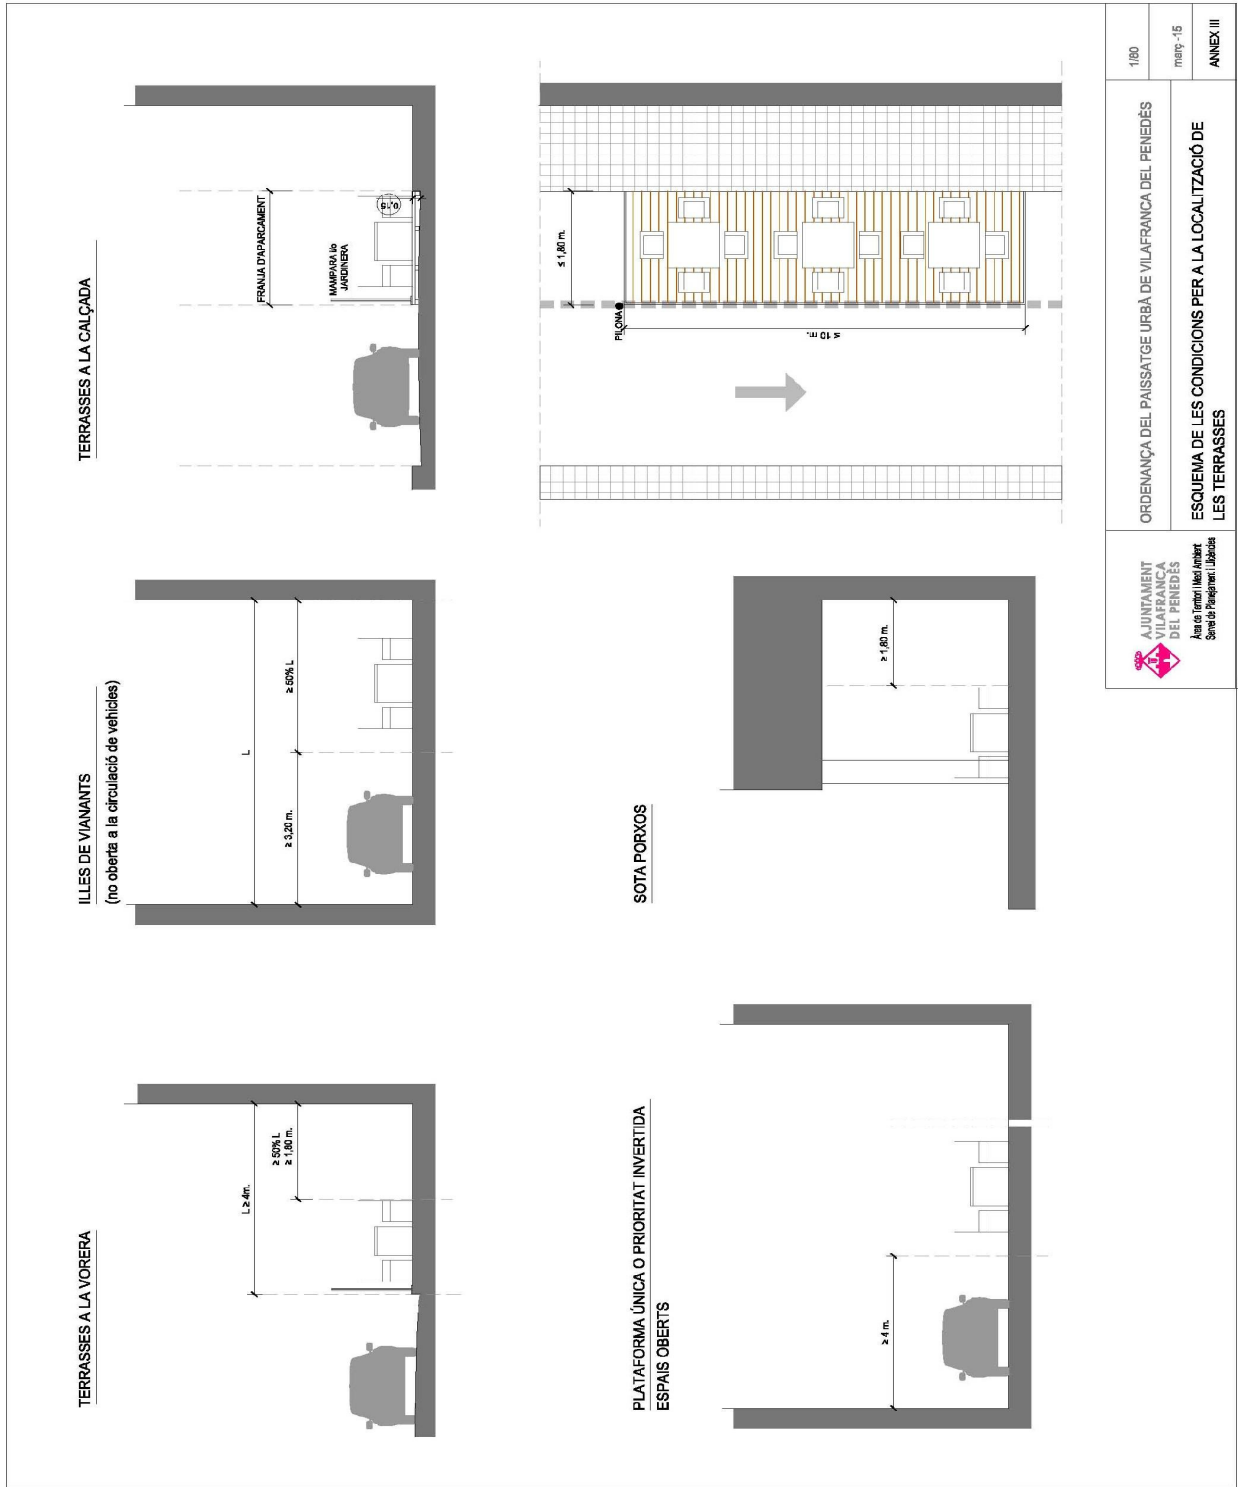 TERRASSES A LA VORERA
L ≥ 4m.
≥ 50% L
≥ 1,80 m.
ILLES DE VIANANTS
(no oberta a la circulació de vehicles)
L
≥ 3,20 m.
≥ 50% L
TERRASSES A LA CALÇADA
FRANJA D'APARCAMENT
MAMPARA i/o
JARDINERA
0,15
PLATAFORMA ÚNICA O PRIORITAT INVERTIDA
ESPAIS OBERTS
≥ 4 m.
SOTA PORXOS
≥ 1,80 m.
≤ 1,80 m.
PILONA
10 m.
AJUNTAMENT
VILAFRANCA
DEL PENEDÈS
Àrea de Territori i Medi Ambient
Servei de Planejament i Llicències
ORDENANÇA DEL PAISSATGE URBÀ DE VILAFRANCA DEL PENEDÈS
ESQUEMA DE LES CONDICIONS PER A LA LOCALITZACIÓ DE
LES TERRASSES
1/80
març-15
ANNEX III